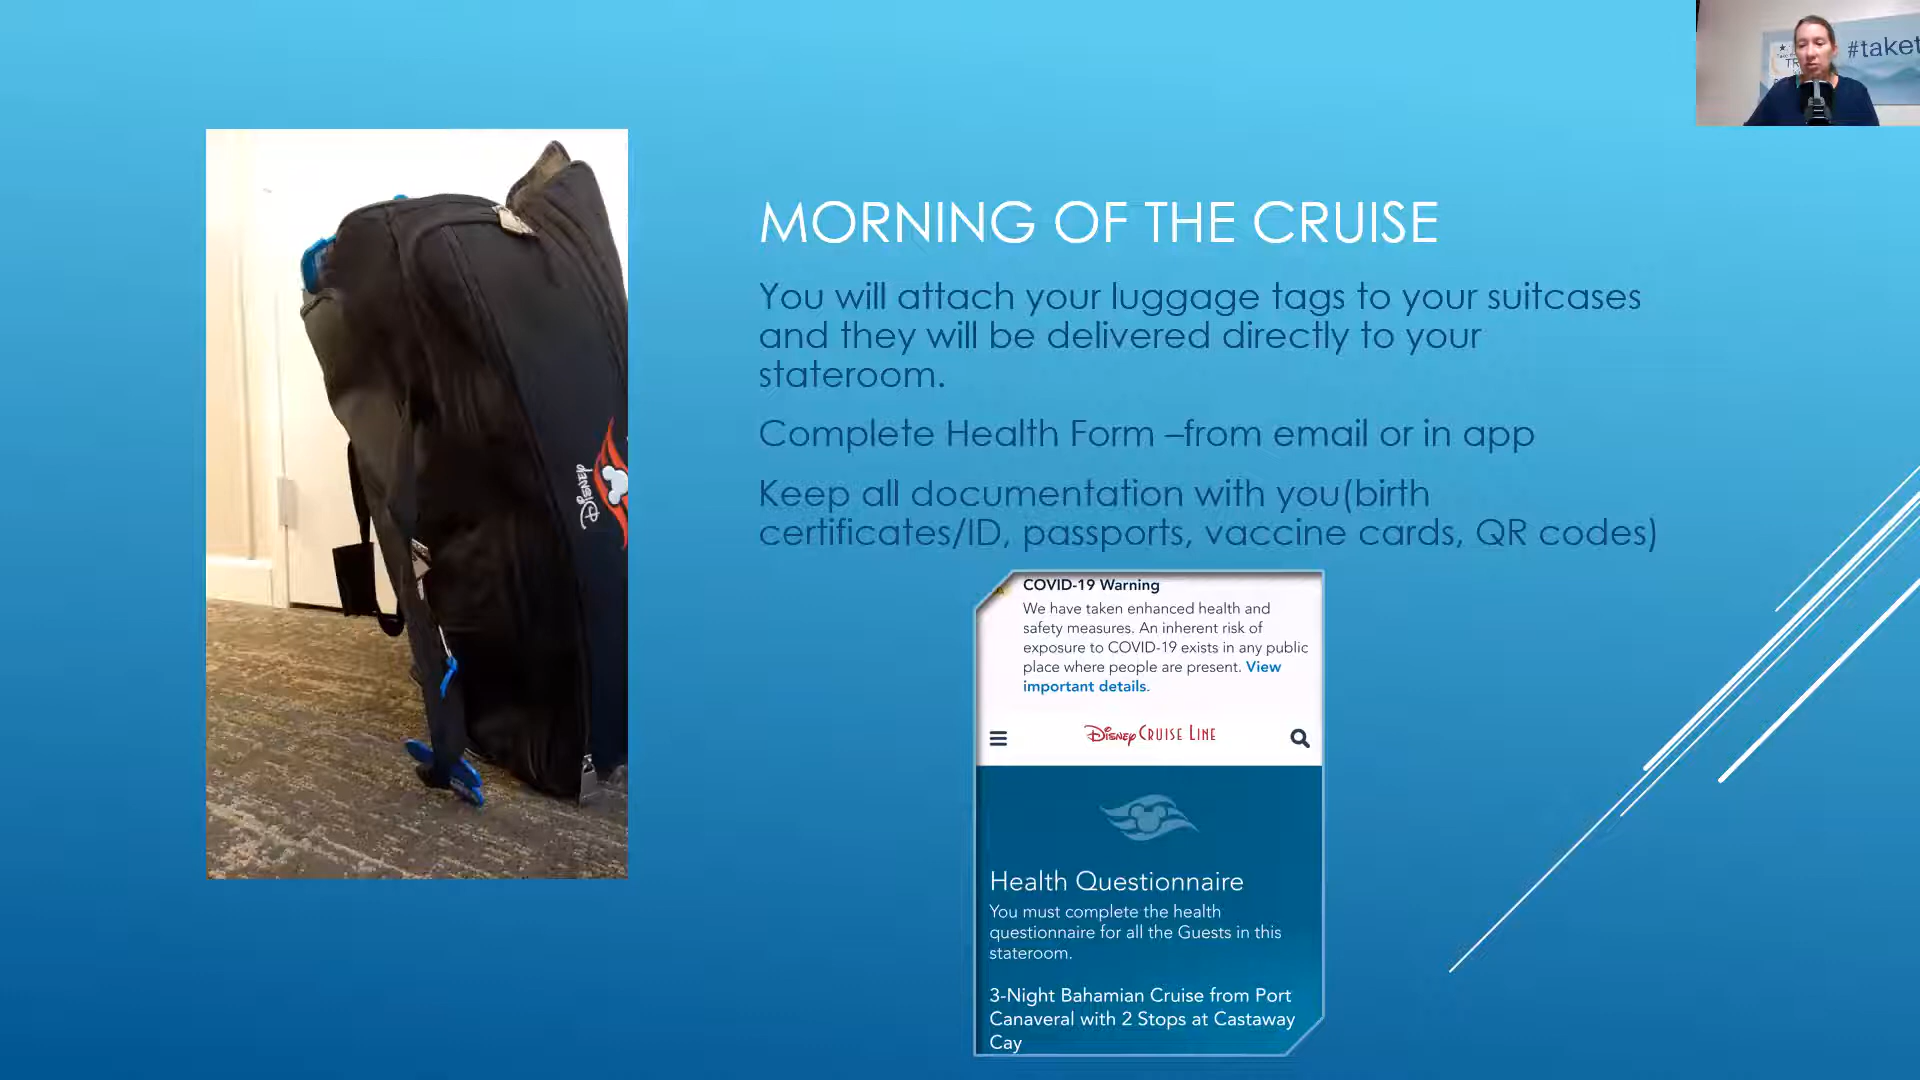 #taket
TR
MORNING OF THE CRUISE
You will attach your luggage tags to your suitcases
and they will be delivered directly to your
stateroom.
Complete Health Form –from email or in app
Keep all documentation with you(birth
certificates/ID, passports, vaccine cards, QR codes)
Disney
COVID-19 Warning
We have taken enhanced health and
safety measures. An inherent risk of
exposure to COVID-19 exists in any public
place where people are present. View
important details.
Disney Cruise Line
Health Questionnaire
You must complete the health
questionnaire for all the Guests in this
stateroom.
3-Night Bahamian Cruise from Port
Canaveral with 2 Stops at Castaway
Cay